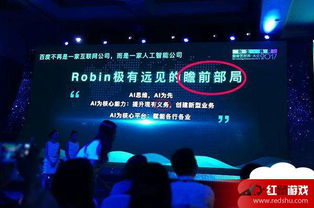 百度不再是一家互联网公司，而是一家人工智能公司
2017
Robin极有远见的瞻前部局
AI思维，AI为先
AI为核心能力：提升现有义务，创建新型业务
AI为核心平台：赋能各行各业
红鼠游戏
www.redshu.com